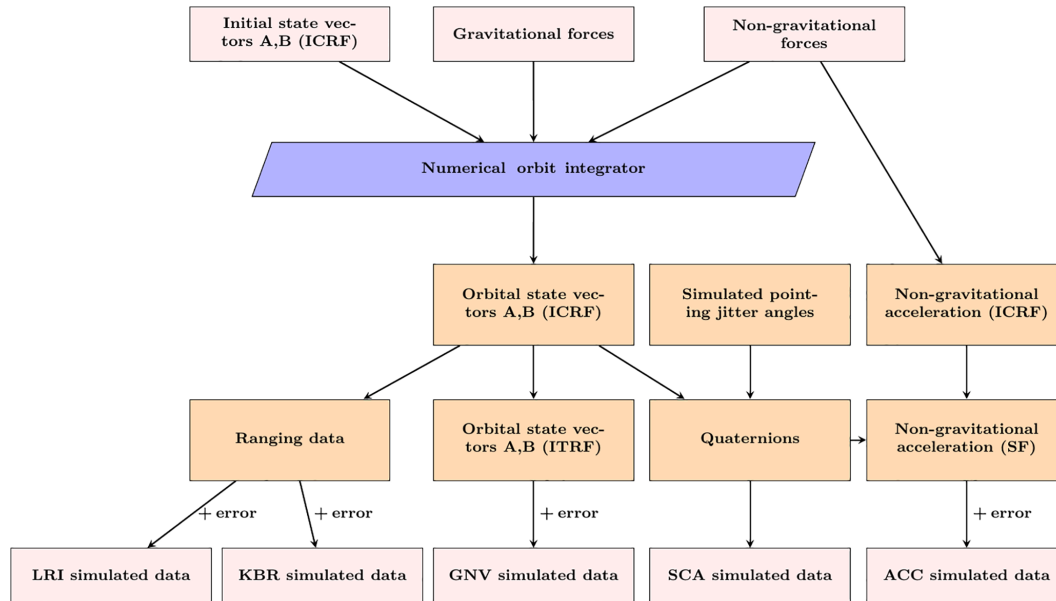 Initial state vec-
tors A,B (ICRF)
Gravitational forces
Non-gravitational
forces
Numerical orbit integrator
Orbital state vec-
tors A,B (ICRF)
Simulated point-
ing jitter angles
Non-gravitational
acceleration (ICRF)
Ranging data
Orbital state vec-
tors A,B (ITRF)
Quaternions
Non-gravitational
acceleration (SF)
+ error
+ error
+ error
+ error
LRI simulated data
KBR simulated data
GNV simulated data
SCA simulated data
ACC simulated data